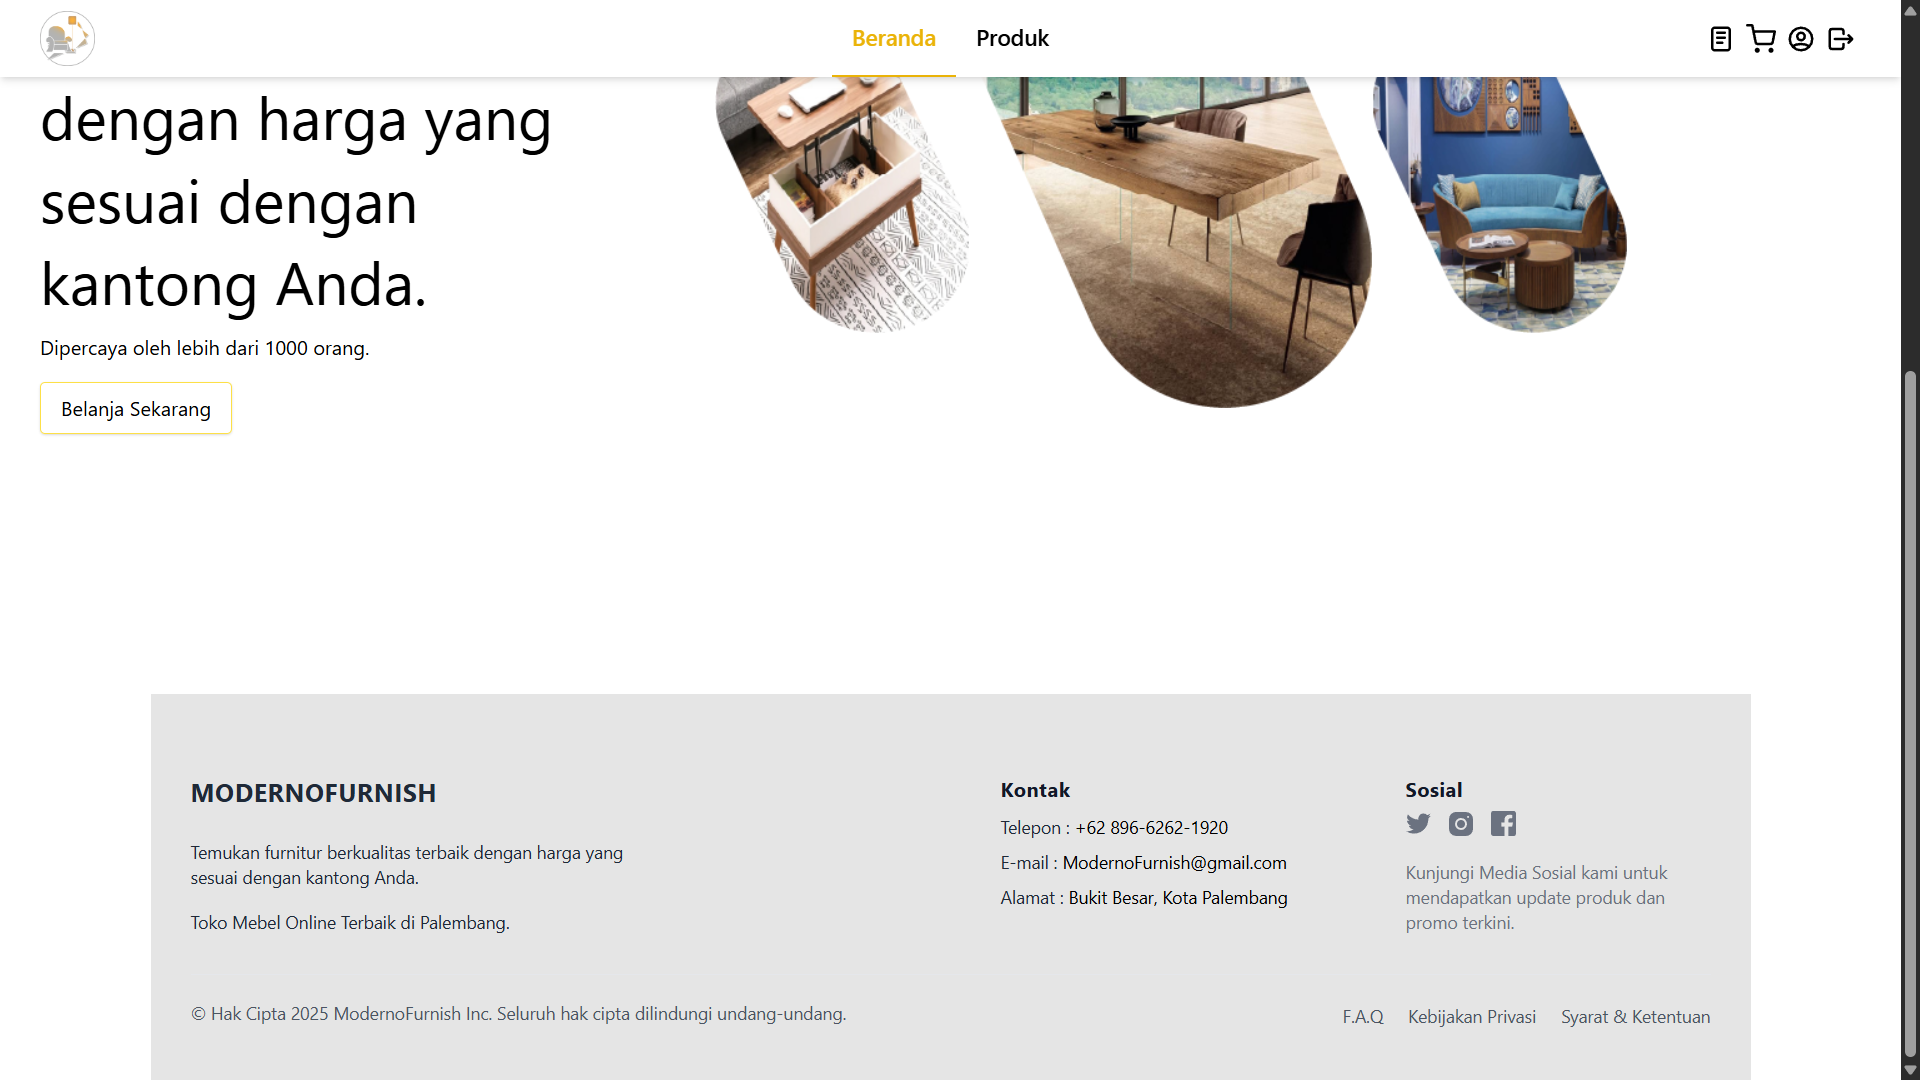 Beranda
Produk
dengan harga yang
sesuai dengan
kantong Anda.
Dipercaya oleh lebih dari 1000 orang.
Belanja Sekarang
MODERNOFURNISH
Temukan furnitur berkualitas terbaik dengan harga yang
sesuai dengan kantong Anda.
Toko Mebel Online Terbaik di Palembang.
Kontak
Telepon : +62 896-6262-1920
E-mail : ModernoFurnish@gmail.com
Alamat : Bukit Besar, Kota Palembang
Sosial
Kunjungi Media Sosial kami untuk
mendapatkan update produk dan
promo terkini.
© Hak Cipta 2025 ModernoFurnish Inc. Seluruh hak cipta dilindungi undang-undang.
F.A.Q
Kebijakan Privasi
Syarat & Ketentuan